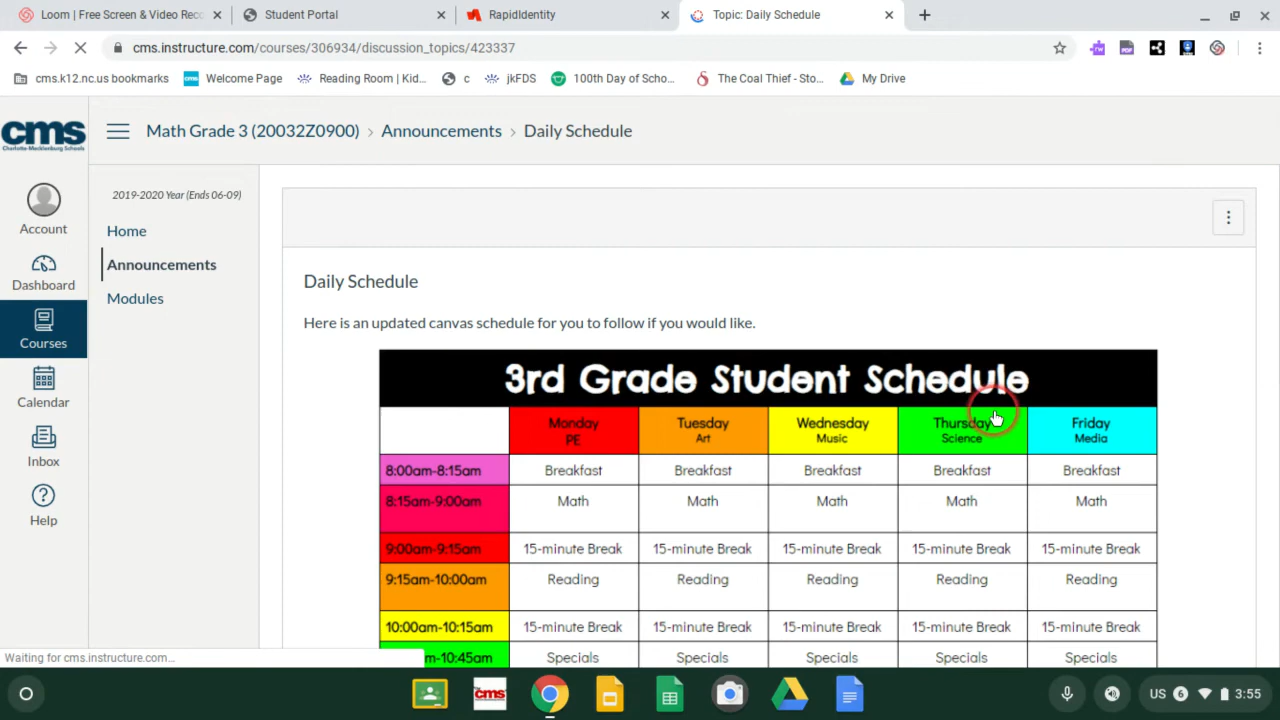 Loom | Free Screen & Video Reco
Student Portal
RapidIdentity
Topic: Daily Schedule
cms.instructure.com/courses/306934/discussion_topics/423337
cms.k12.nc.us bookmarks
Welcome Page
Reading Room | Kid...
c
jkFDS
100th Day of Scho...
The Coal Thief - Sto...
My Drive
cms
Charlotte-Mecklenburg Schools
Math Grade 3 (20032Z0900) › Announcements › Daily Schedule
Account
Dashboard
Courses
Calendar
Inbox
Help
2019-2020 Year (Ends 06-09)
Home
Announcements
Modules
Daily Schedule
Here is an updated canvas schedule for you to follow if you would like.
3rd Grade Student Schedule
Monday Tuesday Wednesday Thursday Friday
PE Art Music Science Media
8:00am-8:15am Breakfast Breakfast Breakfast Breakfast Breakfast
8:15am-9:00am Math Math Math Math Math
9:00am-9:15am 15-minute Break 15-minute Break 15-minute Break 15-minute Break 15-minute Break
9:15am-10:00am Reading Reading Reading Reading Reading
10:00am-10:15am 15-minute Break 15-minute Break 15-minute Break 15-minute Break 15-minute Break
m-10:45am Specials Specials Specials Specials Specials
Waiting for cms.instructure.com...
CMS
US 6 3:55